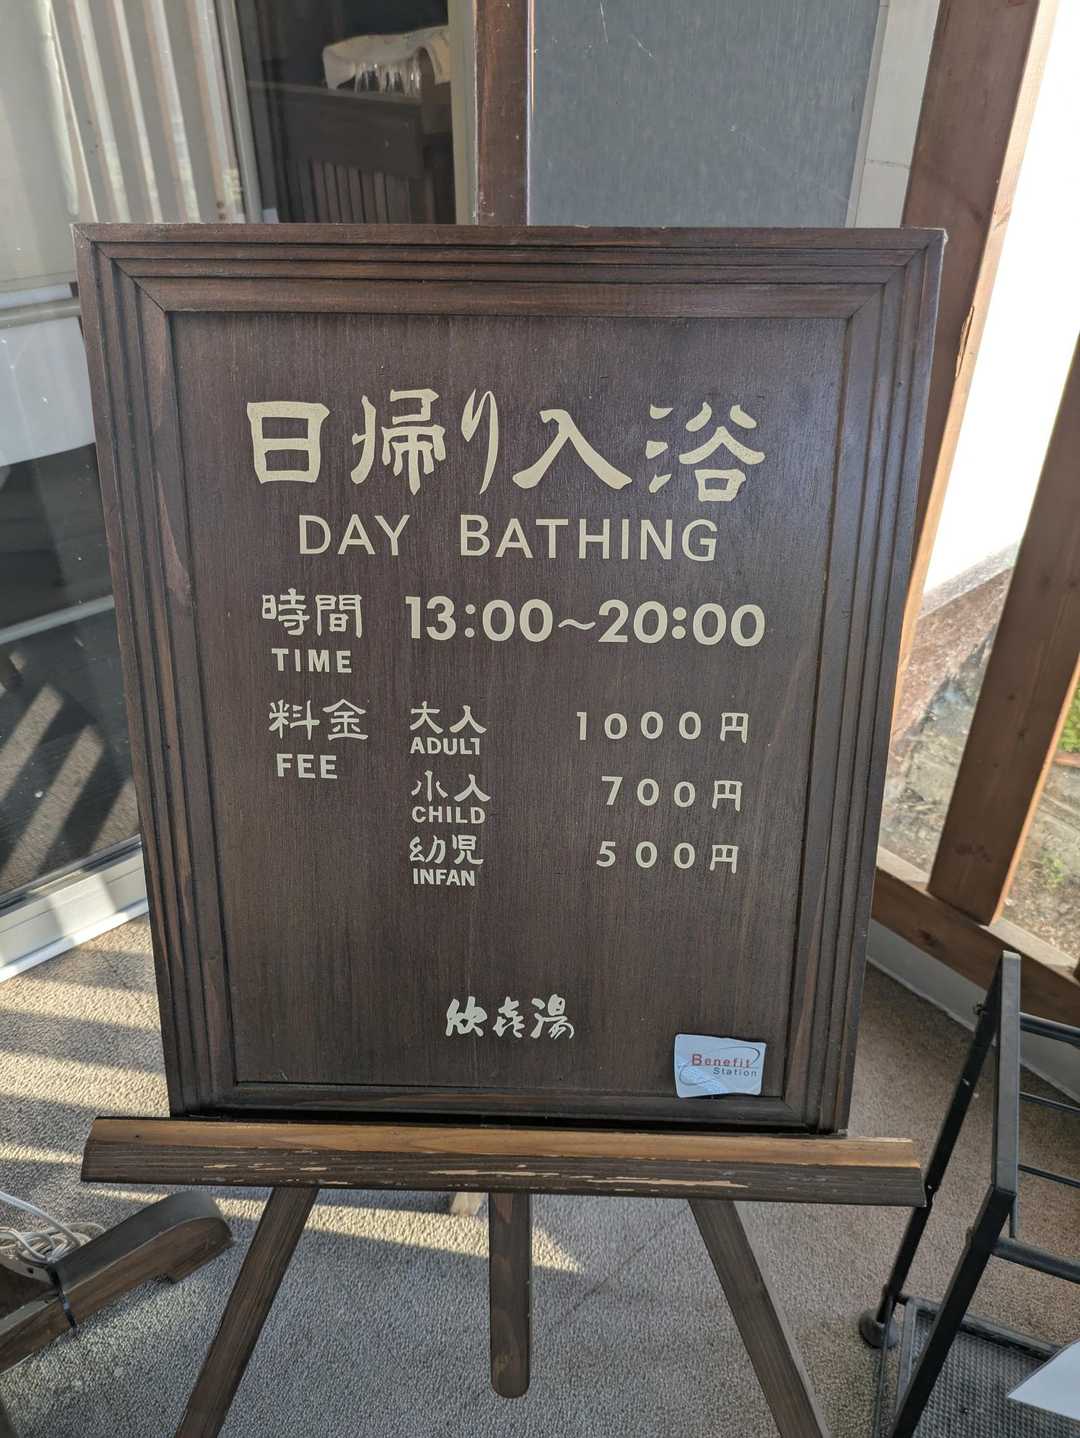 日帰り入浴
DAY BATHING
時間 13:00~20:00
TIME
料金 大人 1000円
ADULT
FEE
小人 700円
CHILD
幼児 500円
INFAN
欣喜湯
Benefit
Station